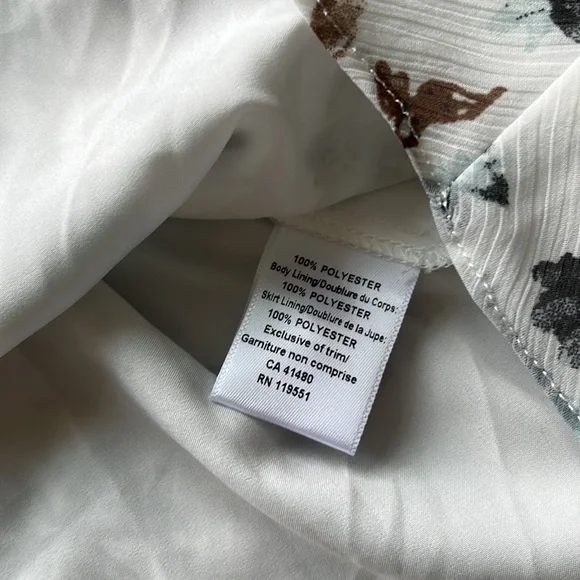 100% POLYESTER
Body Lining/Doublure du Corps:
100% POLYESTER
Skirt Lining/Doublure de la Jupe:
100% POLYESTER
Exclusive of trim/
Garniture non comprise
CA 41480
RN 119551